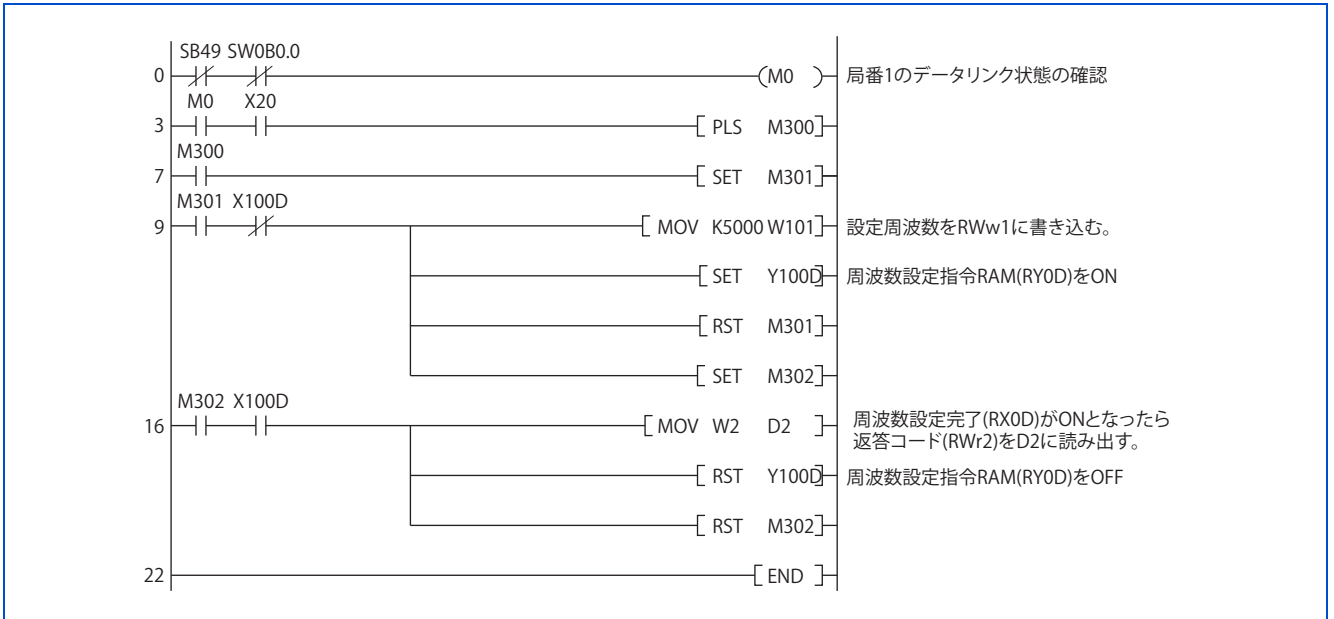 SB49 SW0B0.0
0 (M0 ) 局番1のデータリンク状態の確認
M0 X20
3 [ PLS M300]
M300
7 [ SET M301]
M301 X100D
9 [ MOV K5000 W101] 設定周波数をRWw1に書き込む。
[ SET Y100D] 周波数設定指令RAM(RY0D)をON
[ RST M301]
[ SET M302]
M302 X100D
16 [ MOV W2 D2 ] 周波数設定完了(RX0D)がONとなったら
返答コード(RWr2)をD2に読み出す。
[ RST Y100D] 周波数設定指令RAM(RY0D)をOFF
[ RST M302]
22 [ END ]